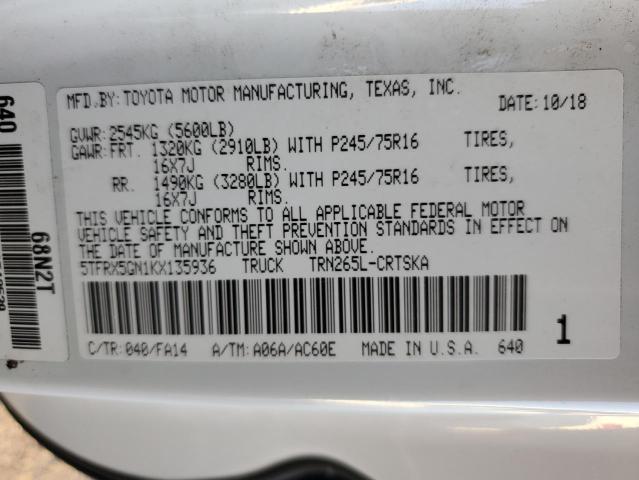 MFD.BY:TOYOTA MOTOR MANUFACTURING, TEXAS, INC.
DATE:10/18
GVWR:2545KG (5600LB)
GAWR:FRT. 1320KG (2910LB) WITH P245/75R16 TIRES,
16X7J RIMS.
RR. 1490KG (3280LB) WITH P245/75R16 TIRES,
16X7J RIMS.
THIS VEHICLE CONFORMS TO ALL APPLICABLE FEDERAL MOTOR
VEHICLE SAFETY AND THEFT PREVENTION STANDARDS IN EFFECT ON
THE DATE OF MANUFACTURE SHOWN ABOVE.
5TFRX5GN1KX135936 TRUCK TRN265L-CRTSKA
1
C/TR:040/FA14 A/TM:A06A/AC60E MADE IN U.S.A. 640
640
68N2T